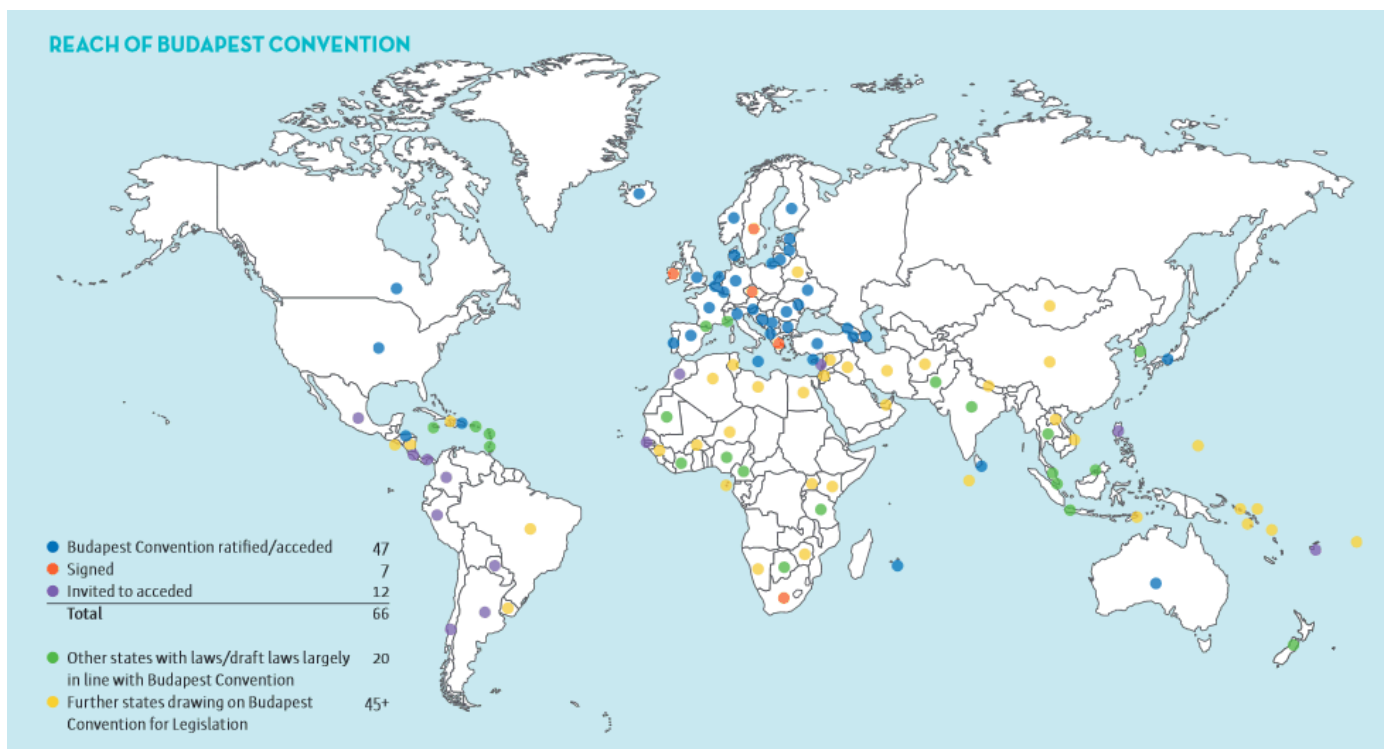 REACH OF BUDAPEST CONVENTION
Budapest Convention ratified/acceded 47
Signed 7
Invited to acceded 12
Total 66
Other states with laws/draft laws largely 20
in line with Budapest Convention
Further states drawing on Budapest 45+
Convention for Legislation